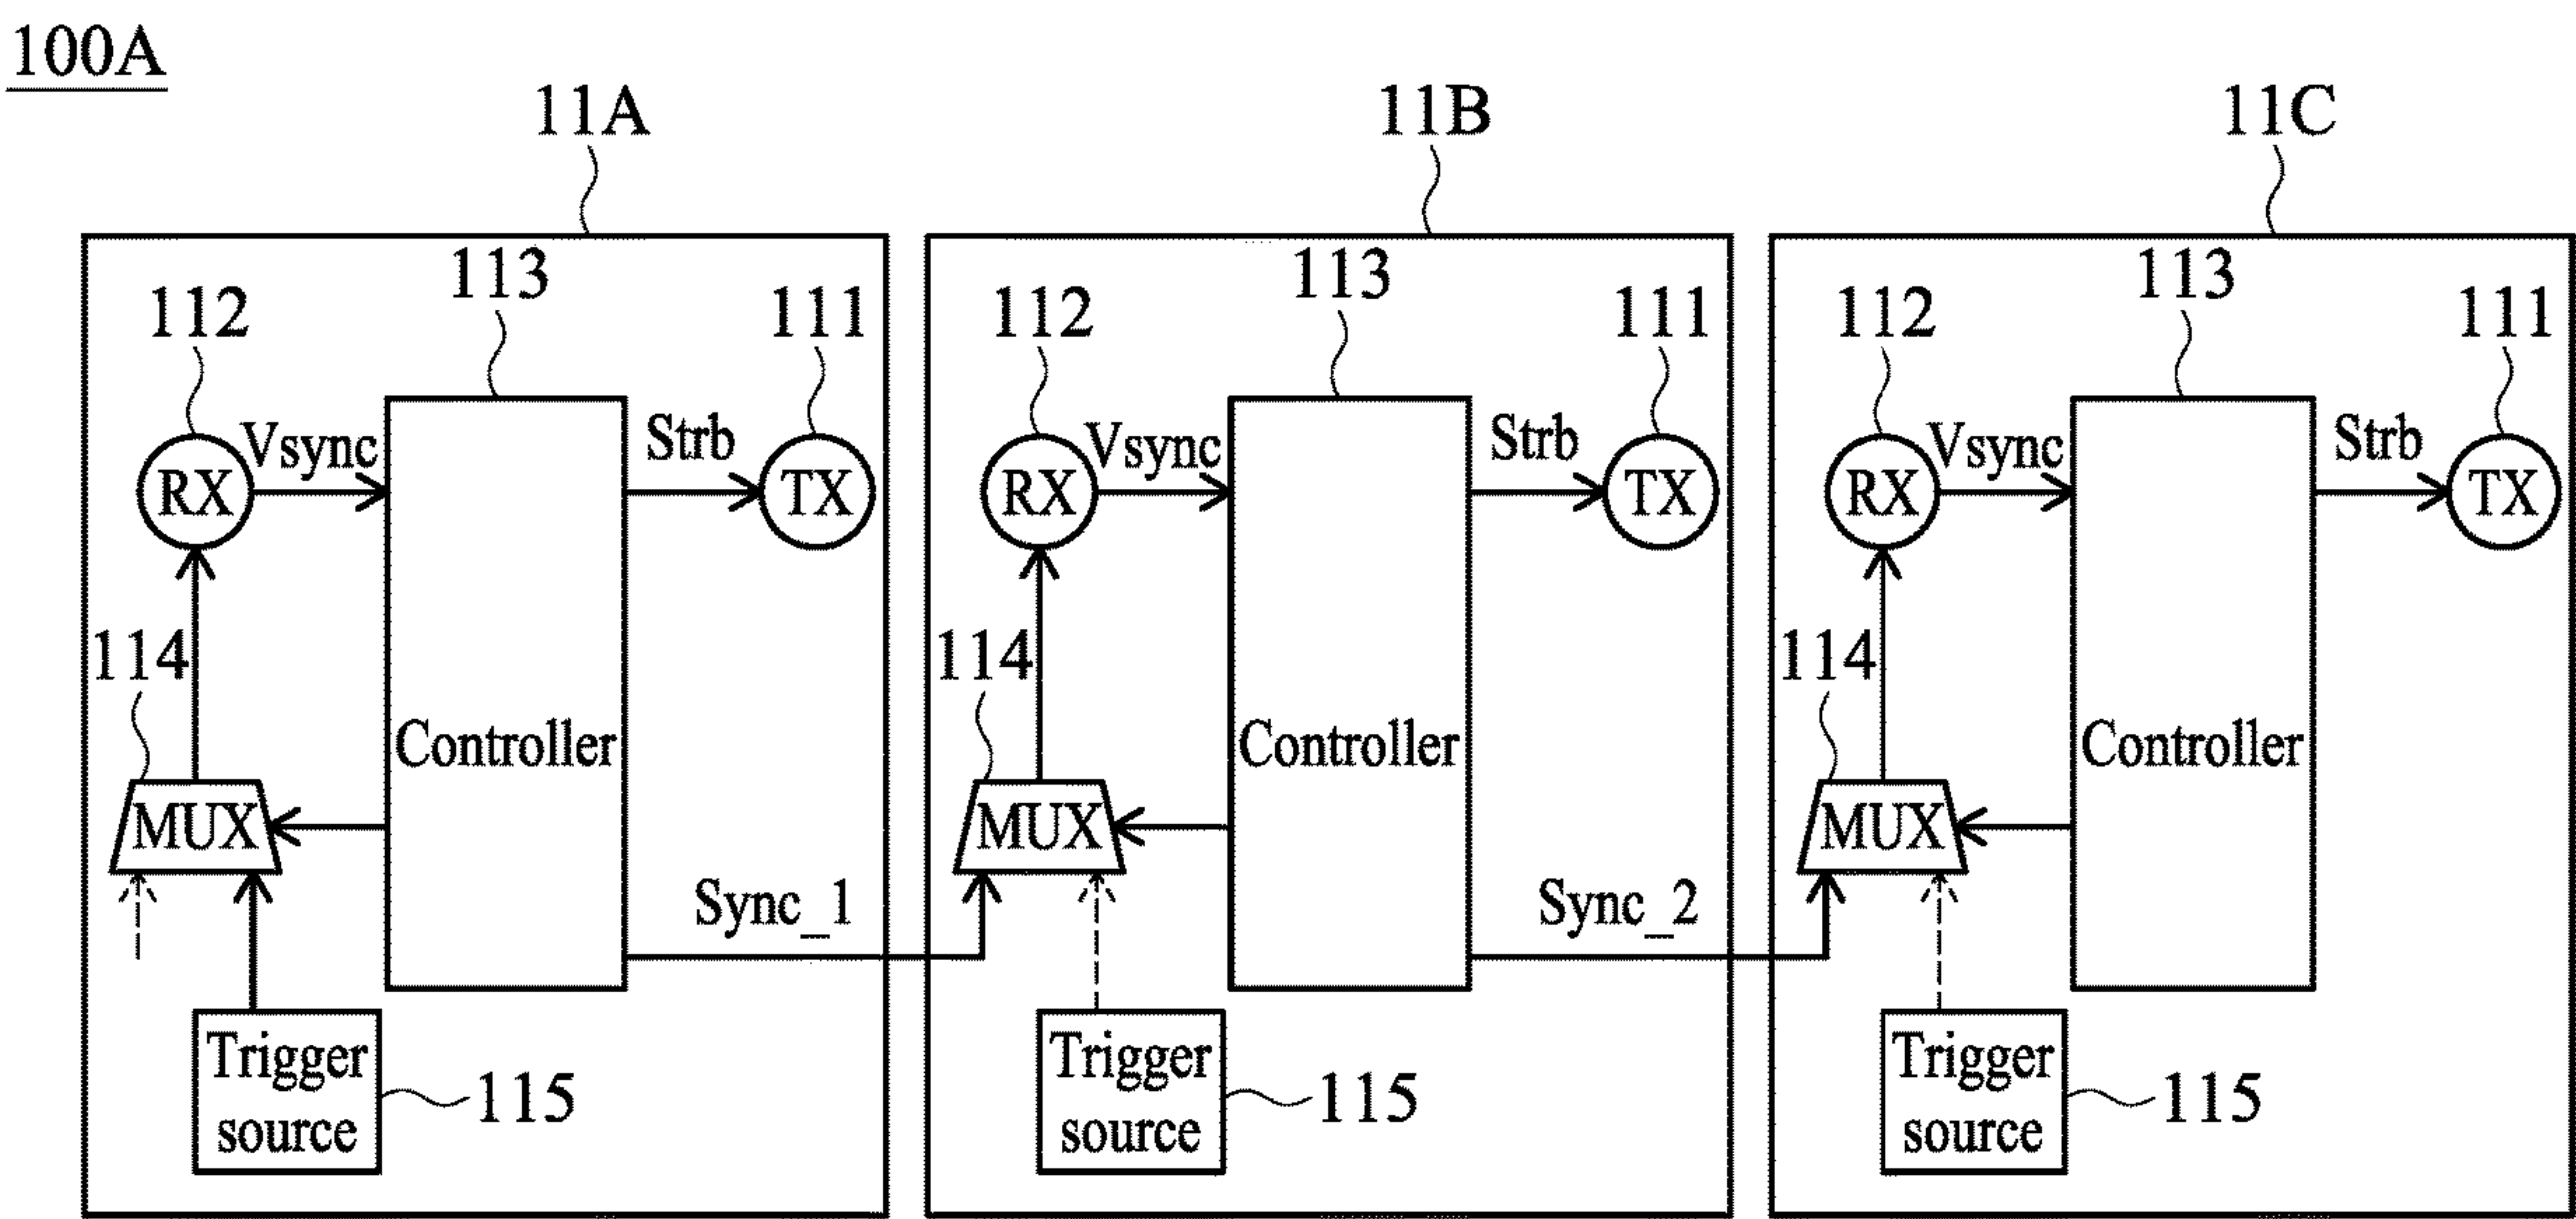 100A
11A
11B
11C
113
113
113
112
111
112
111
112
111
Vsync
Strb
Vsync
Strb
Vsync
Strb
RX
TX
RX
TX
RX
TX
114
114
114
Controller
Controller
Controller
MUX
MUX
MUX
Sync_1
Sync_2
Trigger
source
115
Trigger
source
115
Trigger
source
115